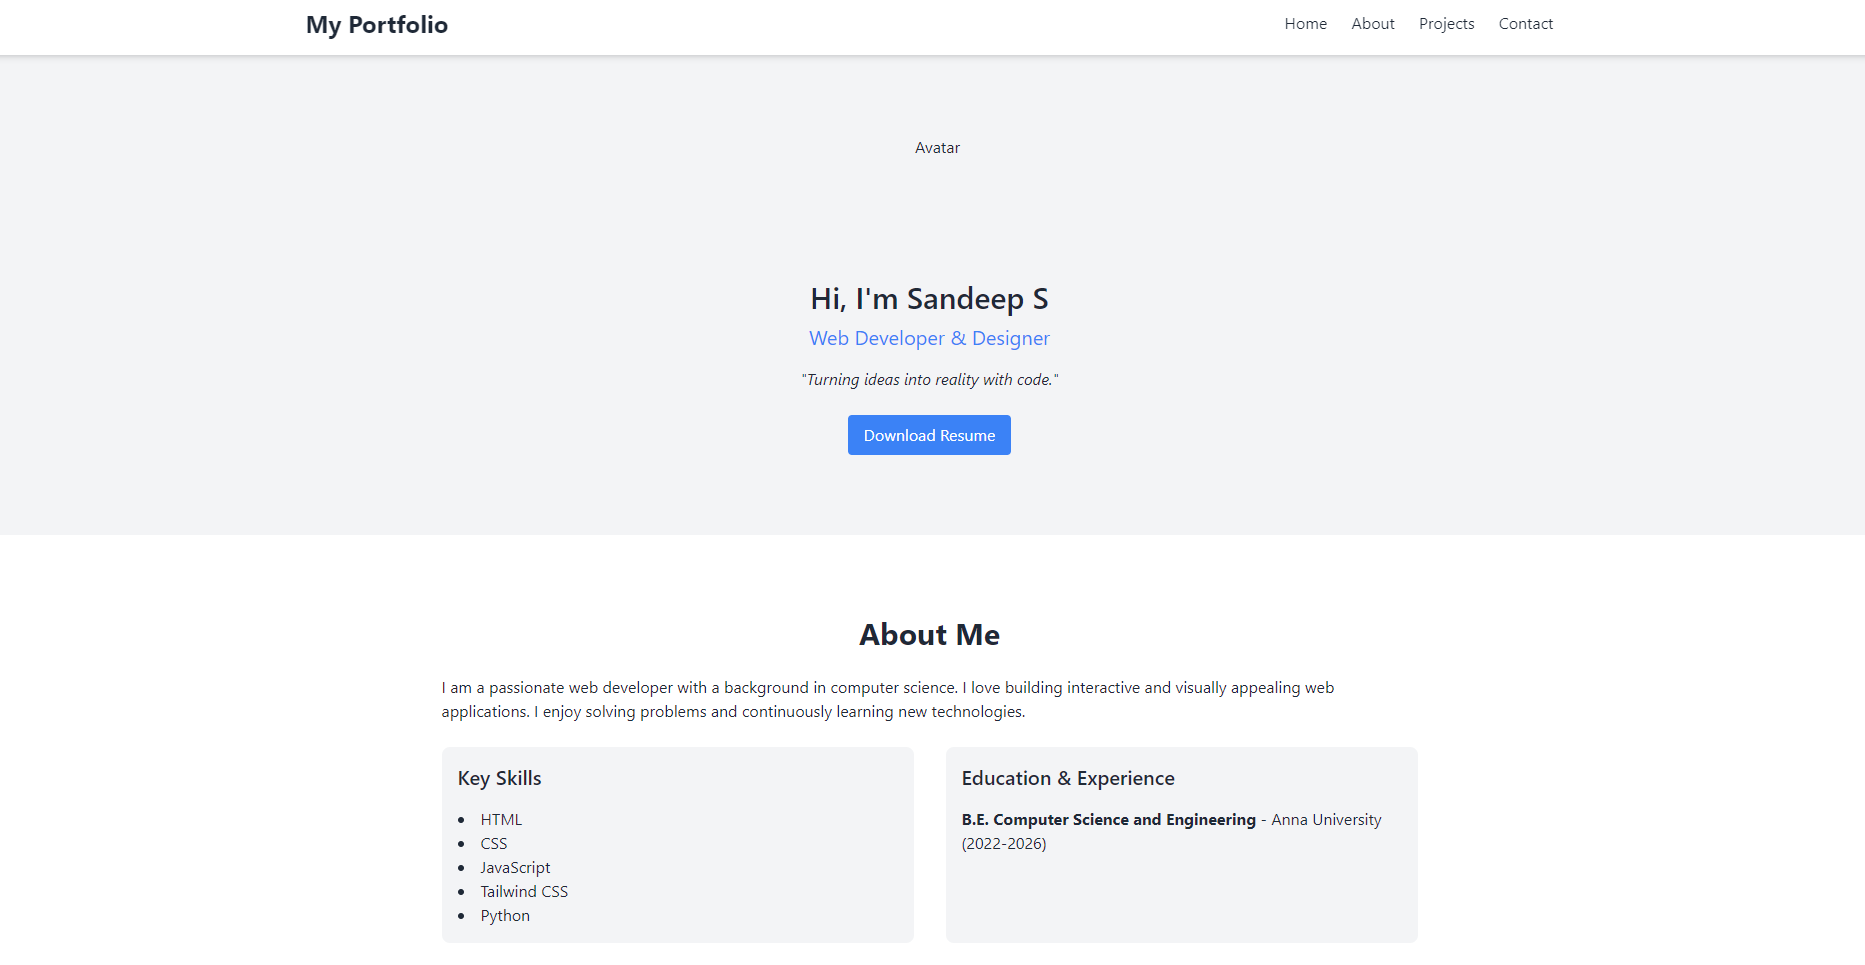 My Portfolio
Home About Projects Contact
Avatar
Hi, I'm Sandeep S
Web Developer & Designer
"Turning ideas into reality with code."
Download Resume
About Me
I am a passionate web developer with a background in computer science. I love building interactive and visually appealing web
applications. I enjoy solving problems and continuously learning new technologies.
Key Skills
• HTML
• CSS
• JavaScript
• Tailwind CSS
• Python
Education & Experience
B.E. Computer Science and Engineering - Anna University
(2022-2026)